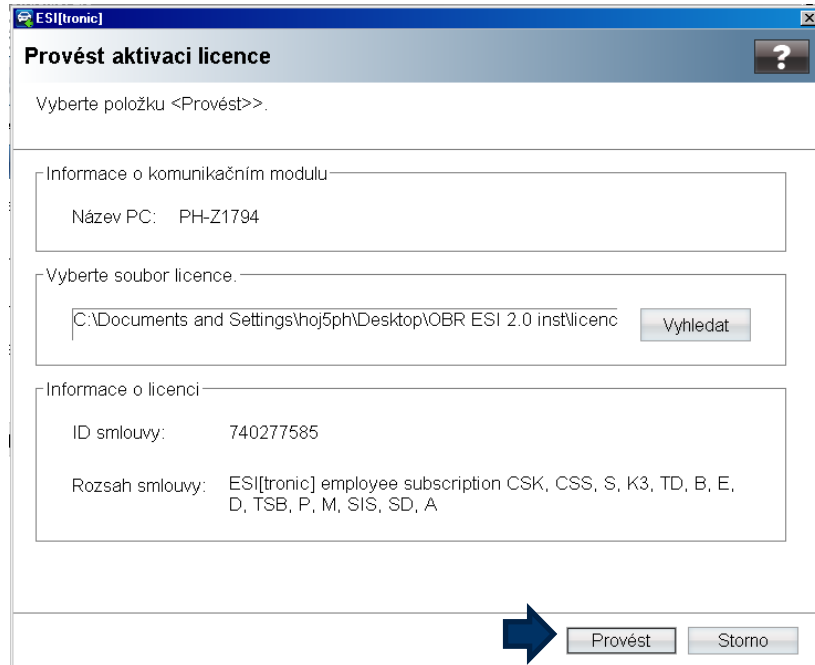 ESI[tronic]
Provést aktivaci licence
?
Vyberte položku <Provést>>.
Informace o komunikačním modulu
Název PC: PH-Z1794
Vyberte soubor licence.
C:\Documents and Settings\hoj5ph\Desktop\OBR ESI 2.0 inst\licenc
Vyhledat
Informace o licenci
ID smlouvy: 740277585
Rozsah smlouvy: ESI[tronic] employee subscription CSK, CSS, S, K3, TD, B, E,
D, TSB, P, M, SIS, SD, A
Provést Storno